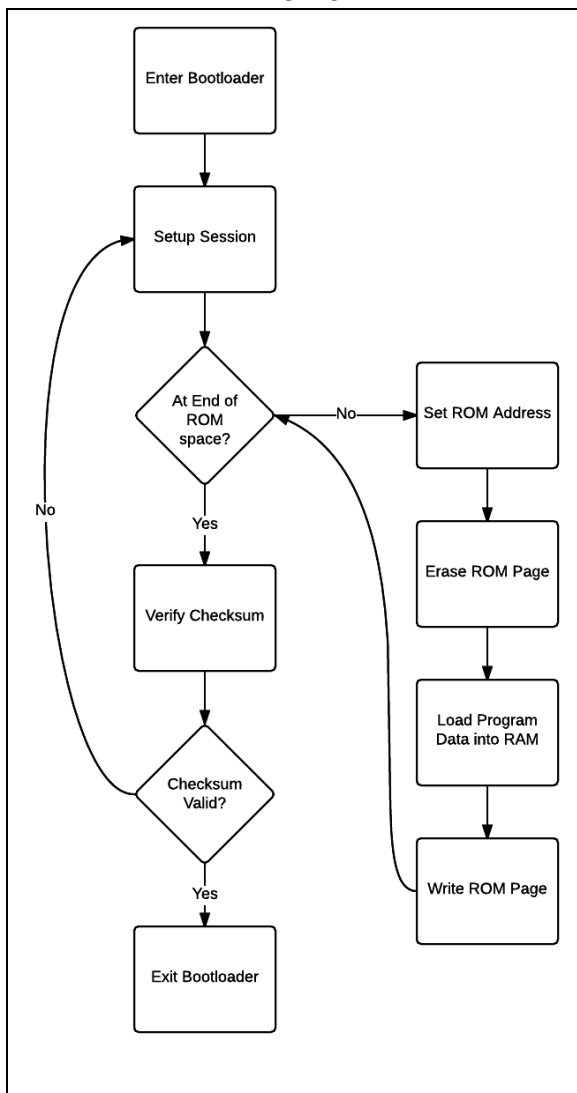 Enter Bootloader
Setup Session
At End of
ROM
space?
No
Set ROM Address
Erase ROM Page
Load Program
Data into RAM
Write ROM Page
Yes
Verify Checksum
Checksum
Valid?
No
Yes
Exit Bootloader